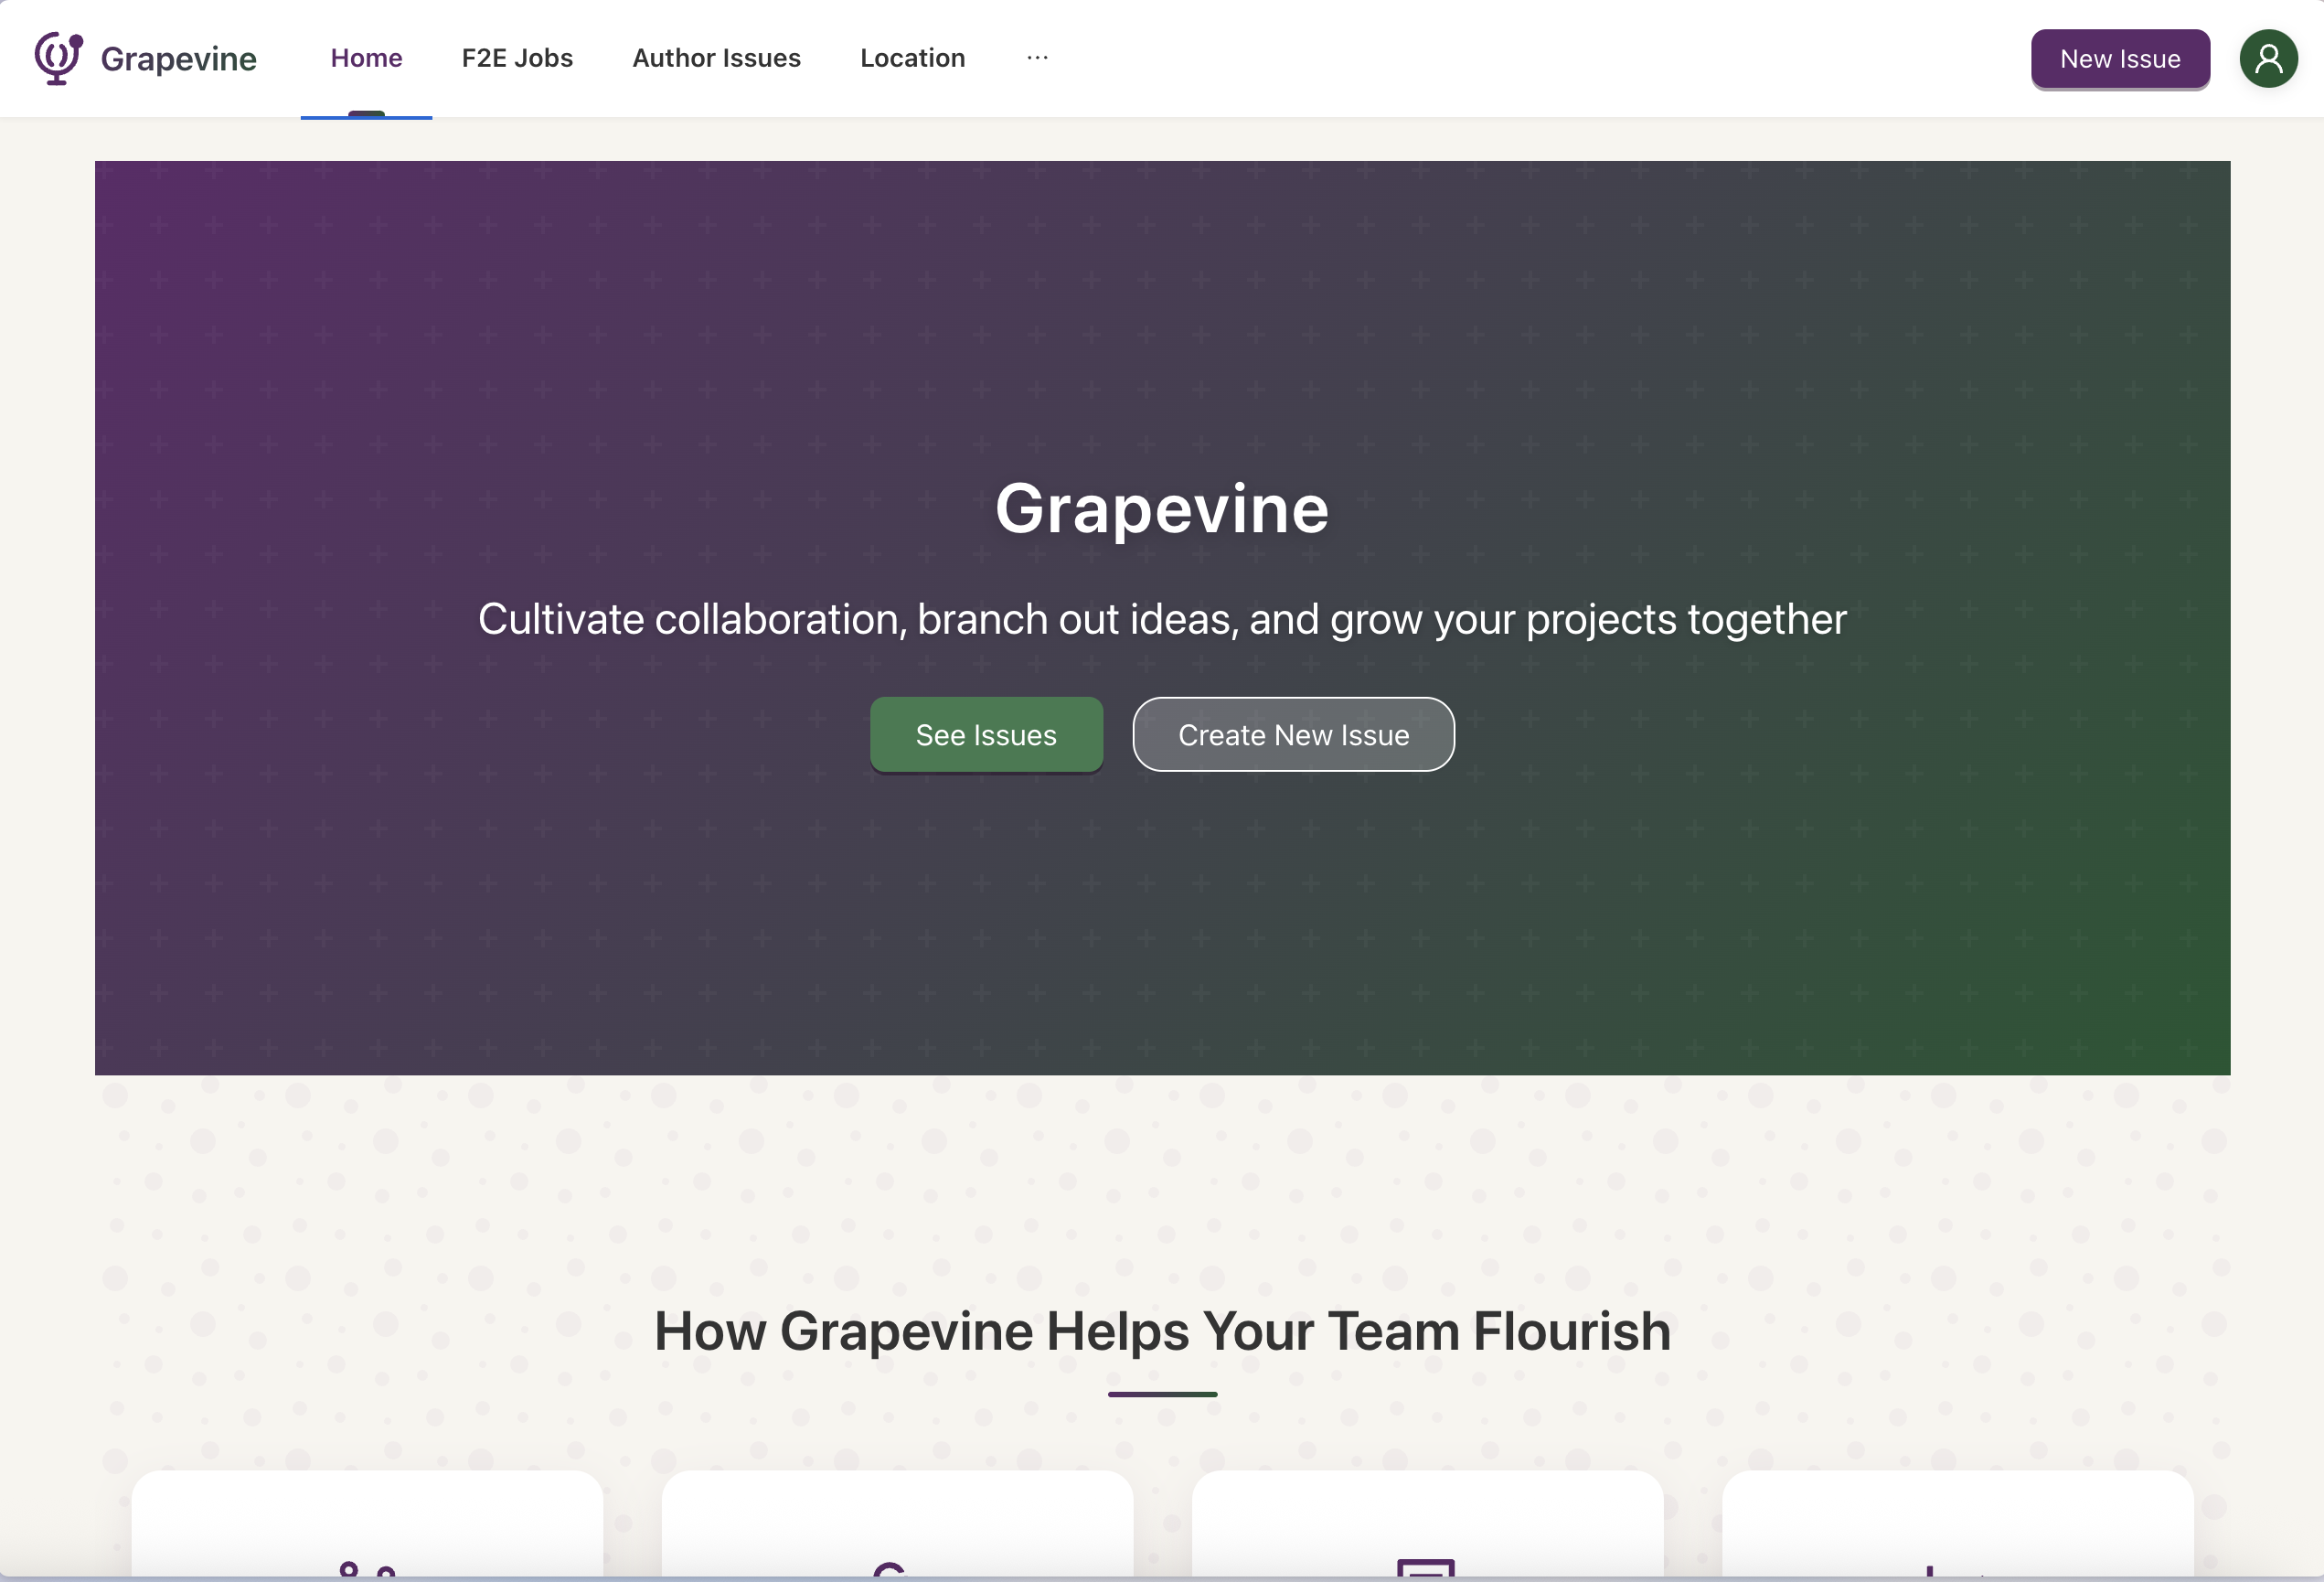 Grapevine
Home
F2E Jobs
Author Issues
Location
···
New Issue
Grapevine
Cultivate collaboration, branch out ideas, and grow your projects together
See Issues
Create New Issue
How Grapevine Helps Your Team Flourish